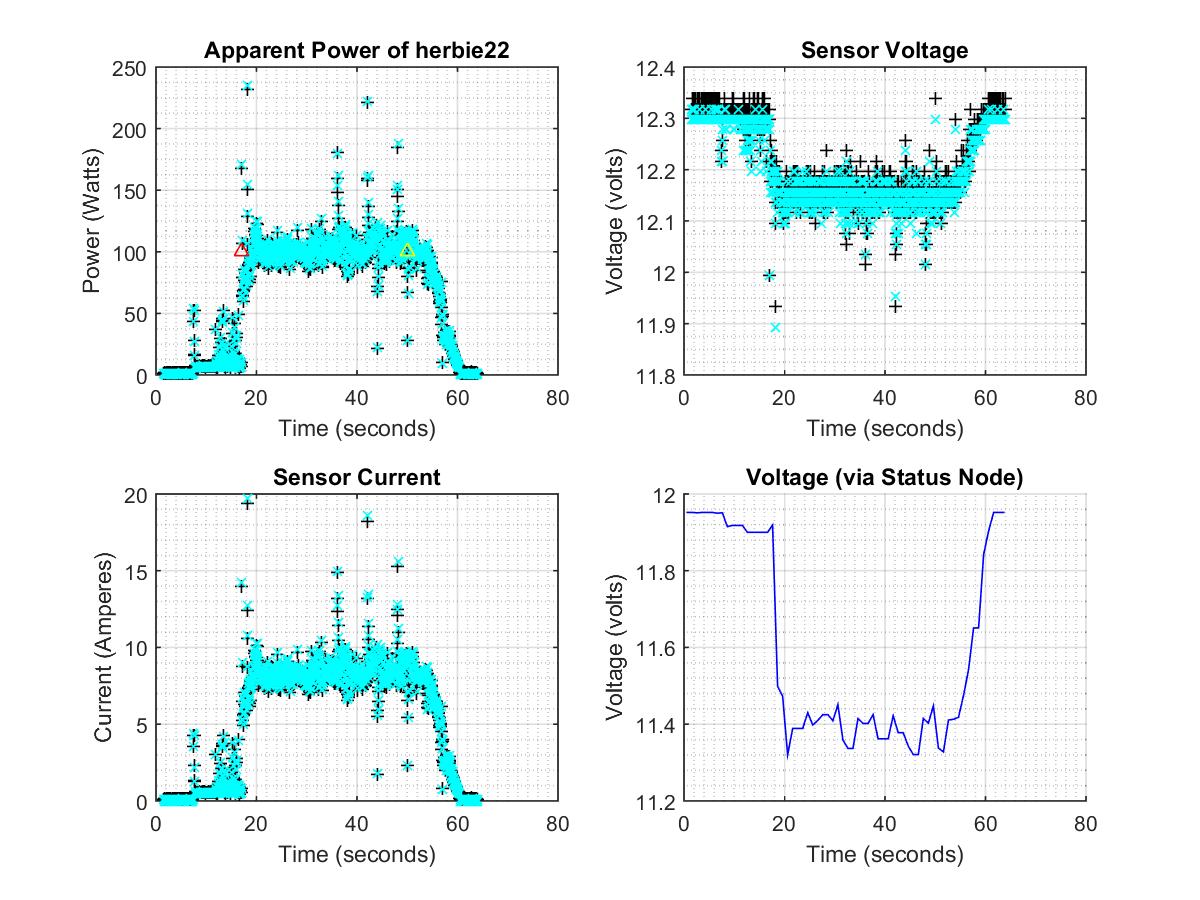 Apparent Power of herbie22
250
200
150
100
50
0
Power (Watts)
0 20 40 60 80
Time (seconds)
Sensor Voltage
12.4
12.3
12.2
12.1
12
11.9
11.8
Voltage (volts)
0 20 40 60 80
Time (seconds)
Sensor Current
20
15
10
5
0
Current (Amperes)
0 20 40 60 80
Time (seconds)
Voltage (via Status Node)
12
11.8
11.6
11.4
11.2
Voltage (volts)
0 20 40 60 80
Time (seconds)